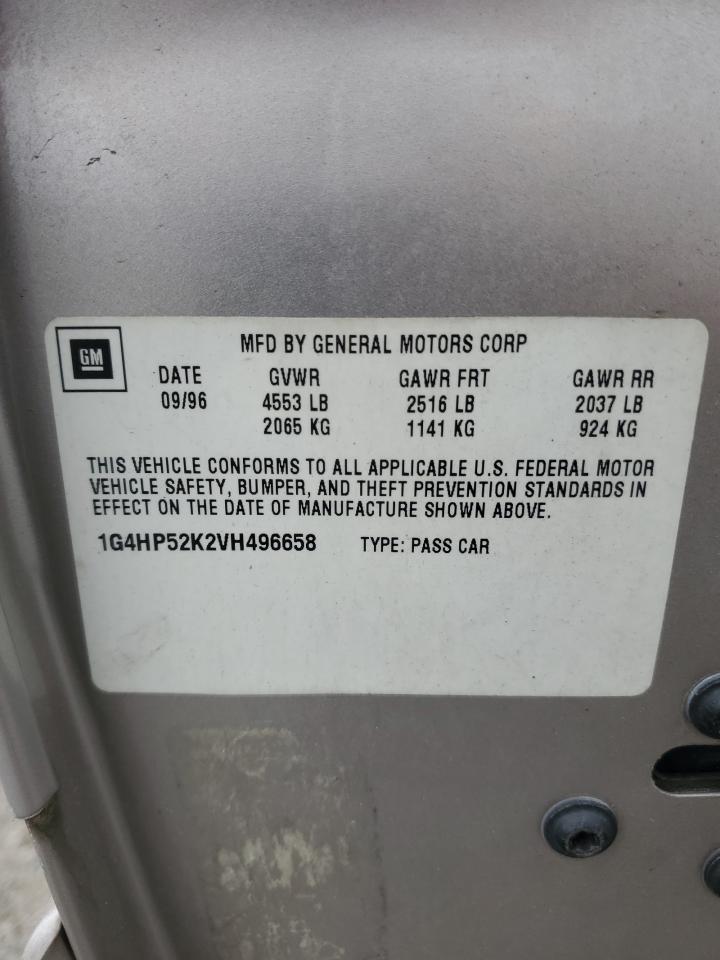 GM
MFD BY GENERAL MOTORS CORP
DATE GVWR GAWR FRT GAWR RR
09/96 4553 LB 2516 LB 2037 LB
2065 KG 1141 KG 924 KG
THIS VEHICLE CONFORMS TO ALL APPLICABLE U.S. FEDERAL MOTOR
VEHICLE SAFETY, BUMPER, AND THEFT PREVENTION STANDARDS IN
EFFECT ON THE DATE OF MANUFACTURE SHOWN ABOVE.
1G4HP52K2VH496658 TYPE: PASS CAR